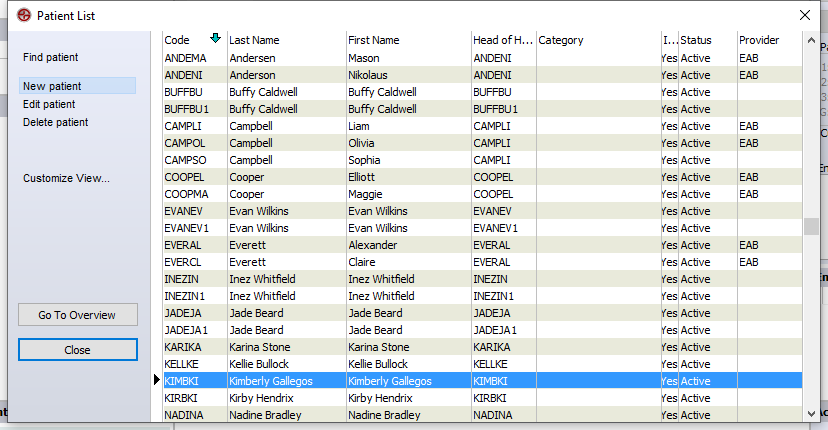 Patient List
Find patient
New patient
Edit patient
Delete patient
Customize View...
Go To Overview
Close
Code Last Name First Name Head of H... Category I... Status Provider
ANDEMA Andersen Mason ANDENI Yes Active EAB
ANDENI Anderson Nikolaus ANDENI Yes Active EAB
BUFFBU Buffy Caldwell Buffy Caldwell BUFFBU Yes Active
BUFFBU1 Buffy Caldwell Buffy Caldwell BUFFBU1 Yes Active
CAMPLI Campbell Liam CAMPLI Yes Active EAB
CAMPOL Campbell Olivia CAMPLI Yes Active EAB
CAMPSO Campbell Sophia CAMPLI Yes Active
COOPEL Cooper Elliott COOPEL Yes Active EAB
COOPMA Cooper Maggie COOPEL Yes Active EAB
EVANEV Evan Wilkins Evan Wilkins EVANEV Yes Active
EVANEV1 Evan Wilkins Evan Wilkins EVANEV1 Yes Active
EVERAL Everett Alexander EVERAL Yes Active EAB
EVERCL Everett Claire EVERAL Yes Active EAB
INEZIN Inez Whitfield Inez Whitfield INEZIN Yes Active
INEZIN1 Inez Whitfield Inez Whitfield INEZIN1 Yes Active
JADEJA Jade Beard Jade Beard JADEJA Yes Active
JADEJA1 Jade Beard Jade Beard JADEJA1 Yes Active
KARIKA Karina Stone Karina Stone KARIKA Yes Active
KELLKE Kellie Bullock Kellie Bullock KELLKE Yes Active
KIMBKI Kimberly Gallegos Kimberly Gallegos KIMBKI Yes Active
KIRBKI Kirby Hendrix Kirby Hendrix KIRBKI Yes Active
NADINA Nadine Bradley Nadine Bradley NADINA Yes Active